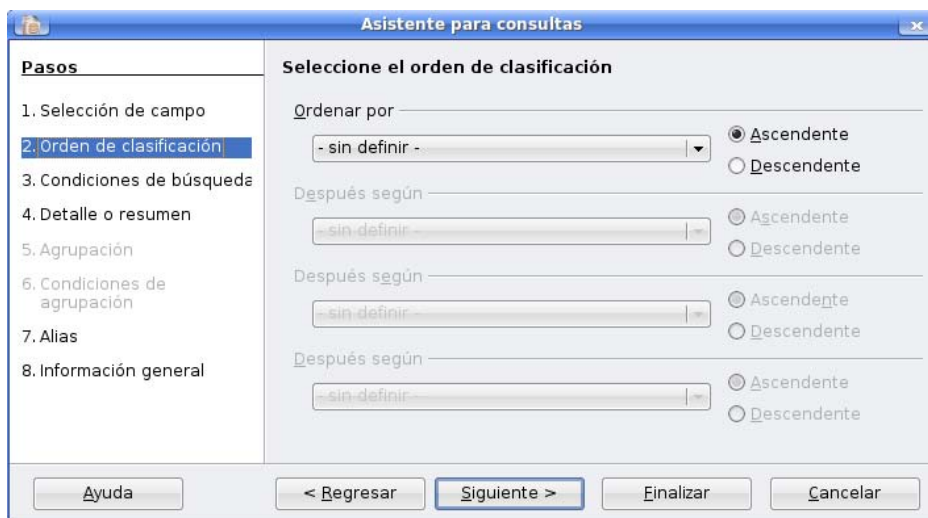 Asistente para consultas
Pasos
1. Selección de campo
2. Orden de clasificación
3. Condiciones de búsqueda
4. Detalle o resumen
5. Agrupación
6. Condiciones de
agrupación
7. Alias
8. Información general
Seleccione el orden de clasificación
Ordenar por
- sin definir -
Ascendente
Descendente
Después según
- sin definir -
Ascendente
Descendente
Después según
- sin definir -
Ascendente
Descendente
Después según
- sin definir -
Ascendente
Descendente
Ayuda
< Regresar
Siguiente >
Finalizar
Cancelar